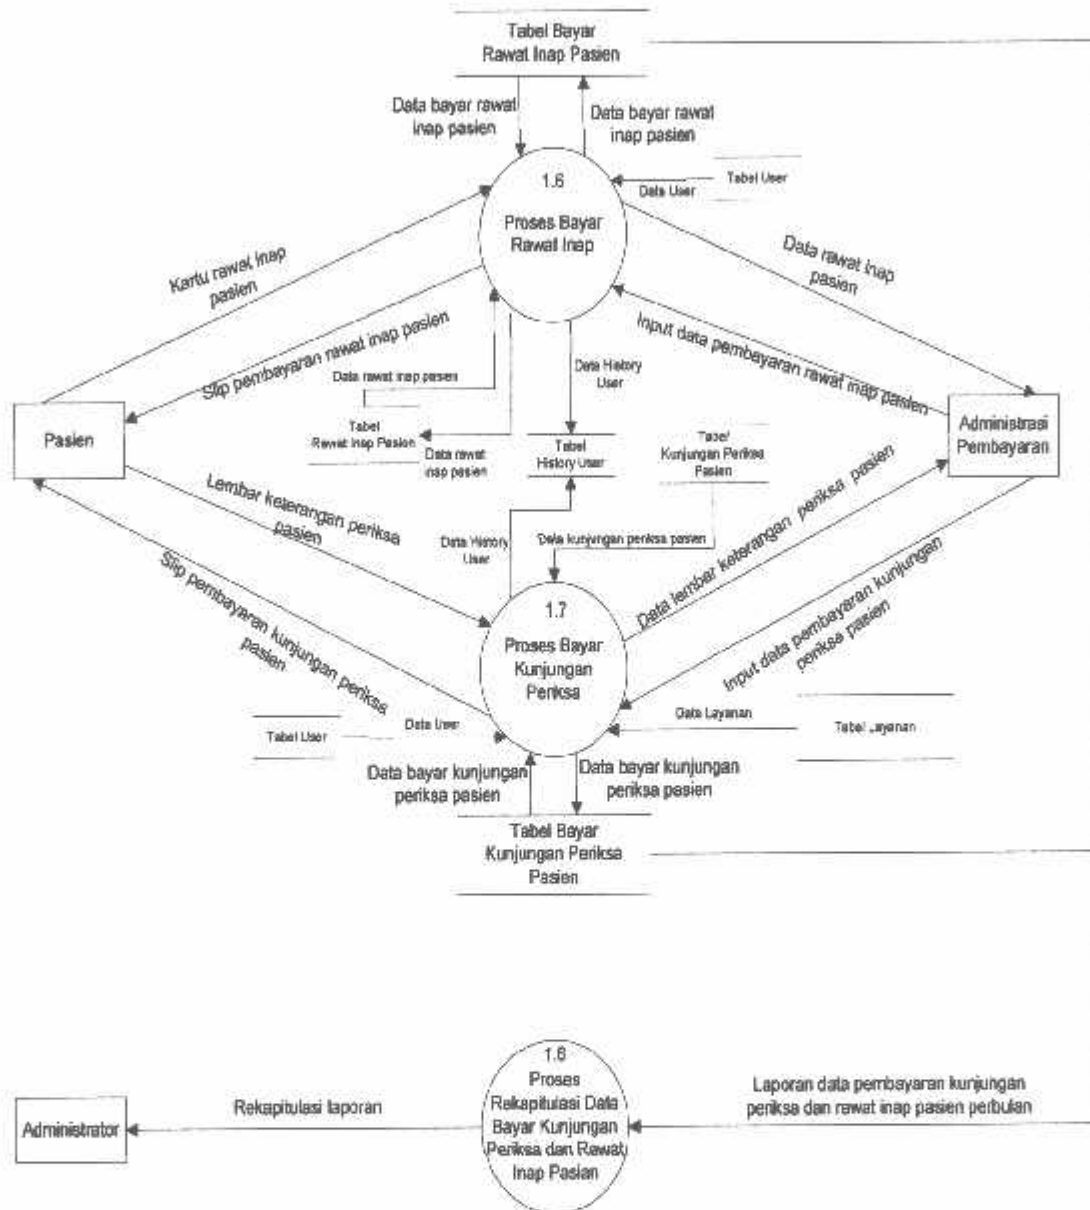 Tabel Bayar
Rawat Inap Pasien
Data bayar rawat
inap pasien
Data bayar rawat
inap pasien
1.6
Proses Bayar
Rawat Inap
Data User
Tabel User
Kartu rawat inap
pasien
Data rawat inap
pasien
Slip pembayaran rawat inap pasien
Input data pembayaran rawat inap pasien
Data rawat inap pasien
Data History
User
Pasien
Tabel
Rawat Inap Pasien
Data rawat
inap pasien
Tabel
History User
Tabel
Kunjungan Periksa
Pasien
Administrasi
Pembayaran
Lembar keterangan periksa
pasien
Data History
User
Data kunjungan periksa pasien
Data lembar keterangan periksa pasien
Slip pembayaran kunjungan periksa
pasien
Input data pembayaran kunjungan
periksa pasien
1.7
Proses Bayar
Kunjungan
Periksa
Tabel User
Data User
Data Layanan
Tabel Layanan
Data bayar kunjungan
periksa pasien
Data bayar kunjungan
periksa pasien
Tabel Bayar
Kunjungan Periksa
Pasien
1.8
Proses
Rekapitulasi Data
Bayar Kunjungan
Periksa dan Rawat
Inap Pasian
Administrator
Rekapitulasi laporan
Laporan data pembayaran kunjungan
periksa dan rawat inap pasien perbulan